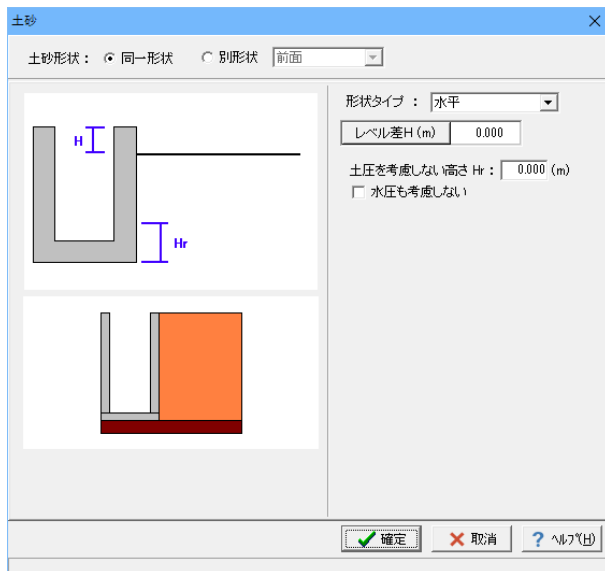 土砂
土砂形状： 同一形状 別形状 前面
形状タイプ ： 水平
レベル差H(m) 0.000
土圧を考慮しない高さ Hr： 0.000 (m)
水圧も考慮しない
H
Hr
確定 取消 ? ヘルプ(H)